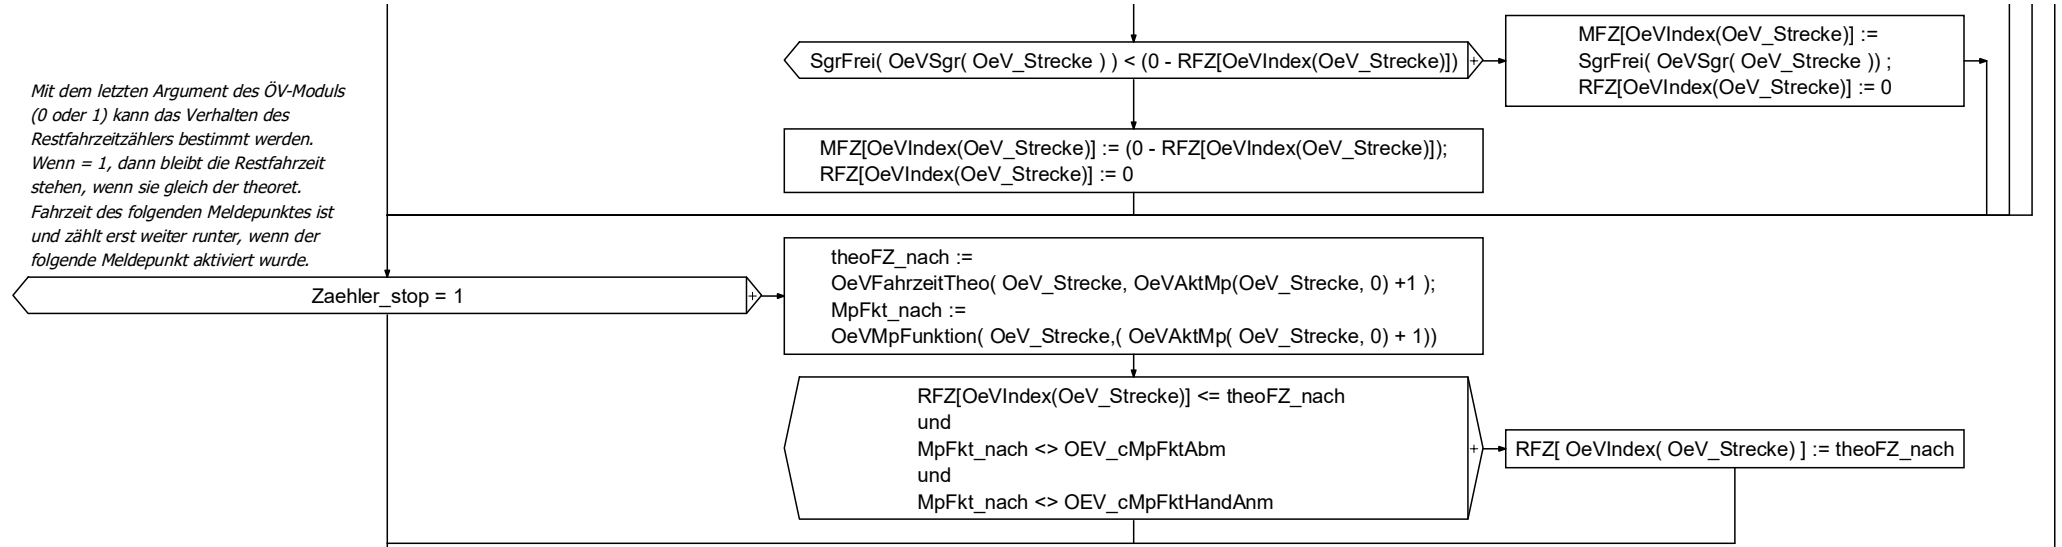 SgrFrei( OeVSgr( OeV_Strecke ) ) < (0 - RFZ[OeVIndex(OeV_Strecke)])
+
MFZ[OeVIndex(OeV_Strecke)] :=
SgrFrei( OeVSgr( OeV_Strecke )) ;
RFZ[OeVIndex(OeV_Strecke)] := 0
Mit dem letzten Argument des ÖV-Moduls
(0 oder 1) kann das Verhalten des
Restfahrzeitzählers bestimmt werden.
Wenn = 1, dann bleibt die Restfahrzeit
stehen, wenn sie gleich der theoret.
Fahrzeit des folgenden Meldepunktes ist
und zählt erst weiter runter, wenn der
folgende Meldepunkt aktiviert wurde.
MFZ[OeVIndex(OeV_Strecke)] := (0 - RFZ[OeVIndex(OeV_Strecke)]);
RFZ[OeVIndex(OeV_Strecke)] := 0
Zaehler_stop = 1
+
theoFZ_nach :=
OeVFahrzeitTheo( OeV_Strecke, OeVAktMp(OeV_Strecke, 0) +1 );
MpFkt_nach :=
OeVMpFunktion( OeV_Strecke,( OeVAktMp( OeV_Strecke, 0) + 1))
RFZ[OeVIndex(OeV_Strecke)] <= theoFZ_nach
und
MpFkt_nach <> OEV_cMpFktAbm
und
MpFkt_nach <> OEV_cMpFktHandAnm
+
RFZ[ OeVIndex( OeV_Strecke) ] := theoFZ_nach